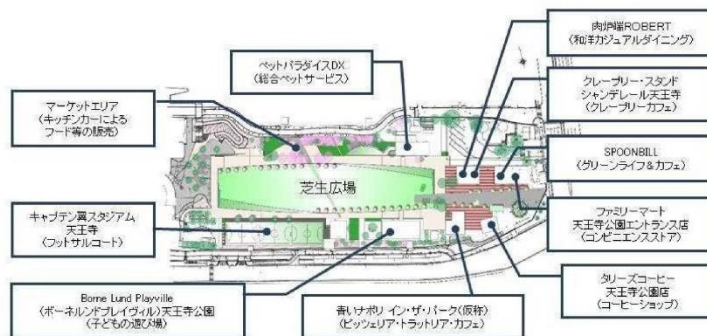 肉炉端ROBERT
(和洋カジュアルダイニング)
ペットパラダイスDX
(総合ペットサービス)
クレープリー・スタンド
シャンデレール天王寺
(クレープリーカフェ)
マーケットエリア
(キッチンカーによる
フード等の販売)
SPOONBILL
(グリーンライフ&カフェ)
芝生広場
ファミリーマート
天王寺公園エントランス店
(コンビニエンスストア)
キャプテン翼スタジアム
天王寺
(フットサルコート)
タリーズコーヒー
天王寺公園店
(コーヒーショップ)
Borne Lund Playville
(ボーネルンドプレイヴィル)天王寺公園
(子どもの遊び場)
青いナポリ イン・ザ・パーク(仮称)
(ピッツェリア・トラットリア・カフェ)